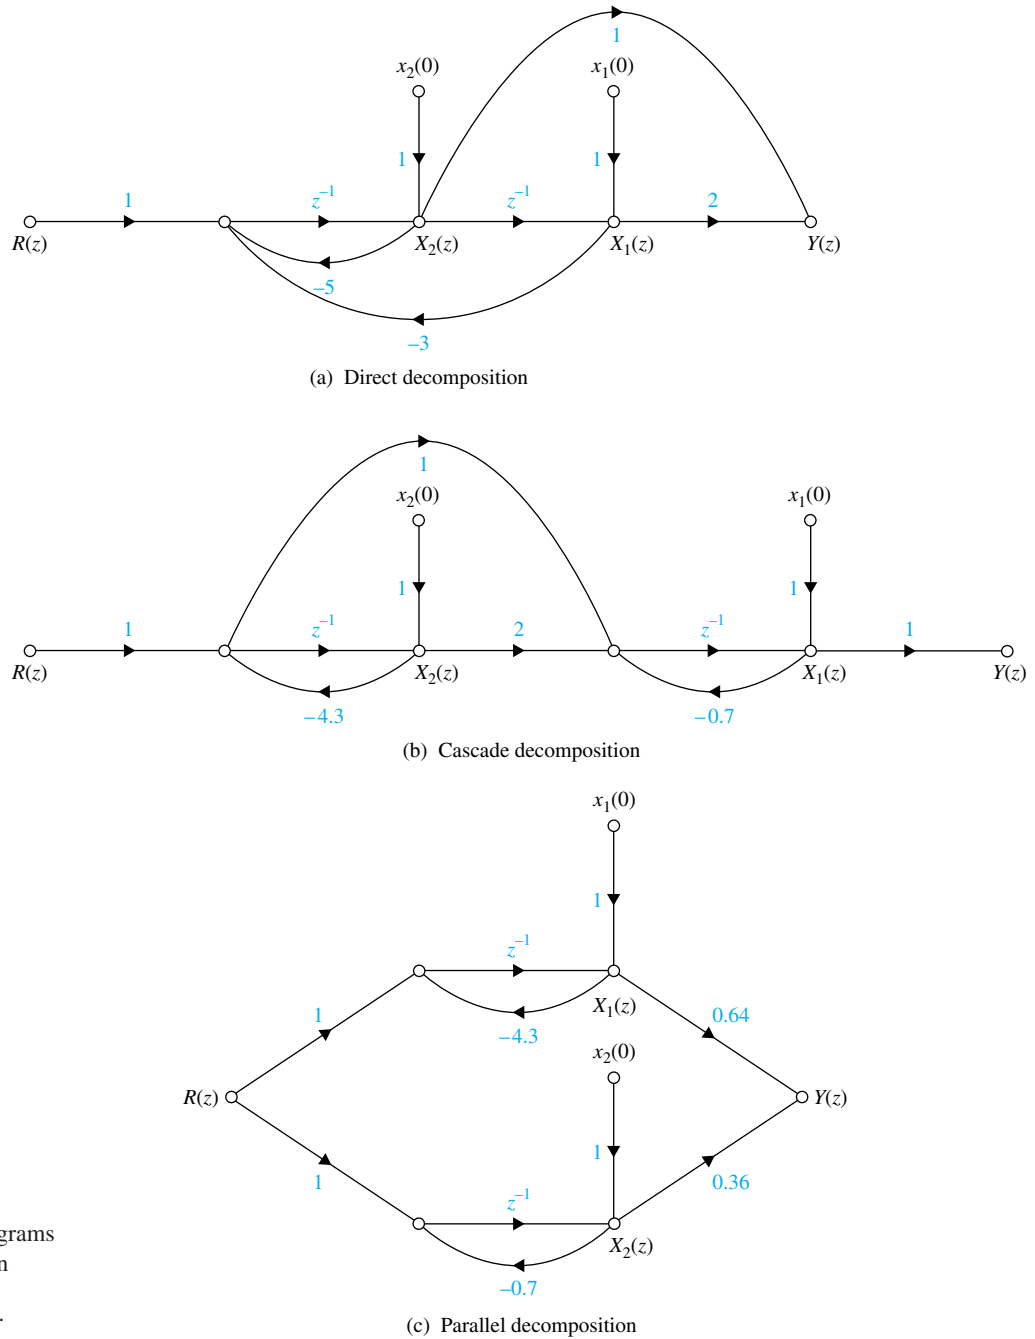 1
x₂(0)
x₁(0)
1
1
1
z⁻¹
z⁻¹
2
R(z)
X₂(z)
X₁(z)
Y(z)
–5
–3
(a) Direct decomposition
1
x₂(0)
x₁(0)
1
1
1
z⁻¹
2
z⁻¹
1
R(z)
X₂(z)
X₁(z)
Y(z)
–4.3
–0.7
(b) Cascade decomposition
x₁(0)
1
z⁻¹
X₁(z)
1
–4.3
0.64
x₂(0)
R(z)
Y(z)
1
1
0.36
z⁻¹
X₂(z)
–0.7
grams
n
.
(c) Parallel decomposition